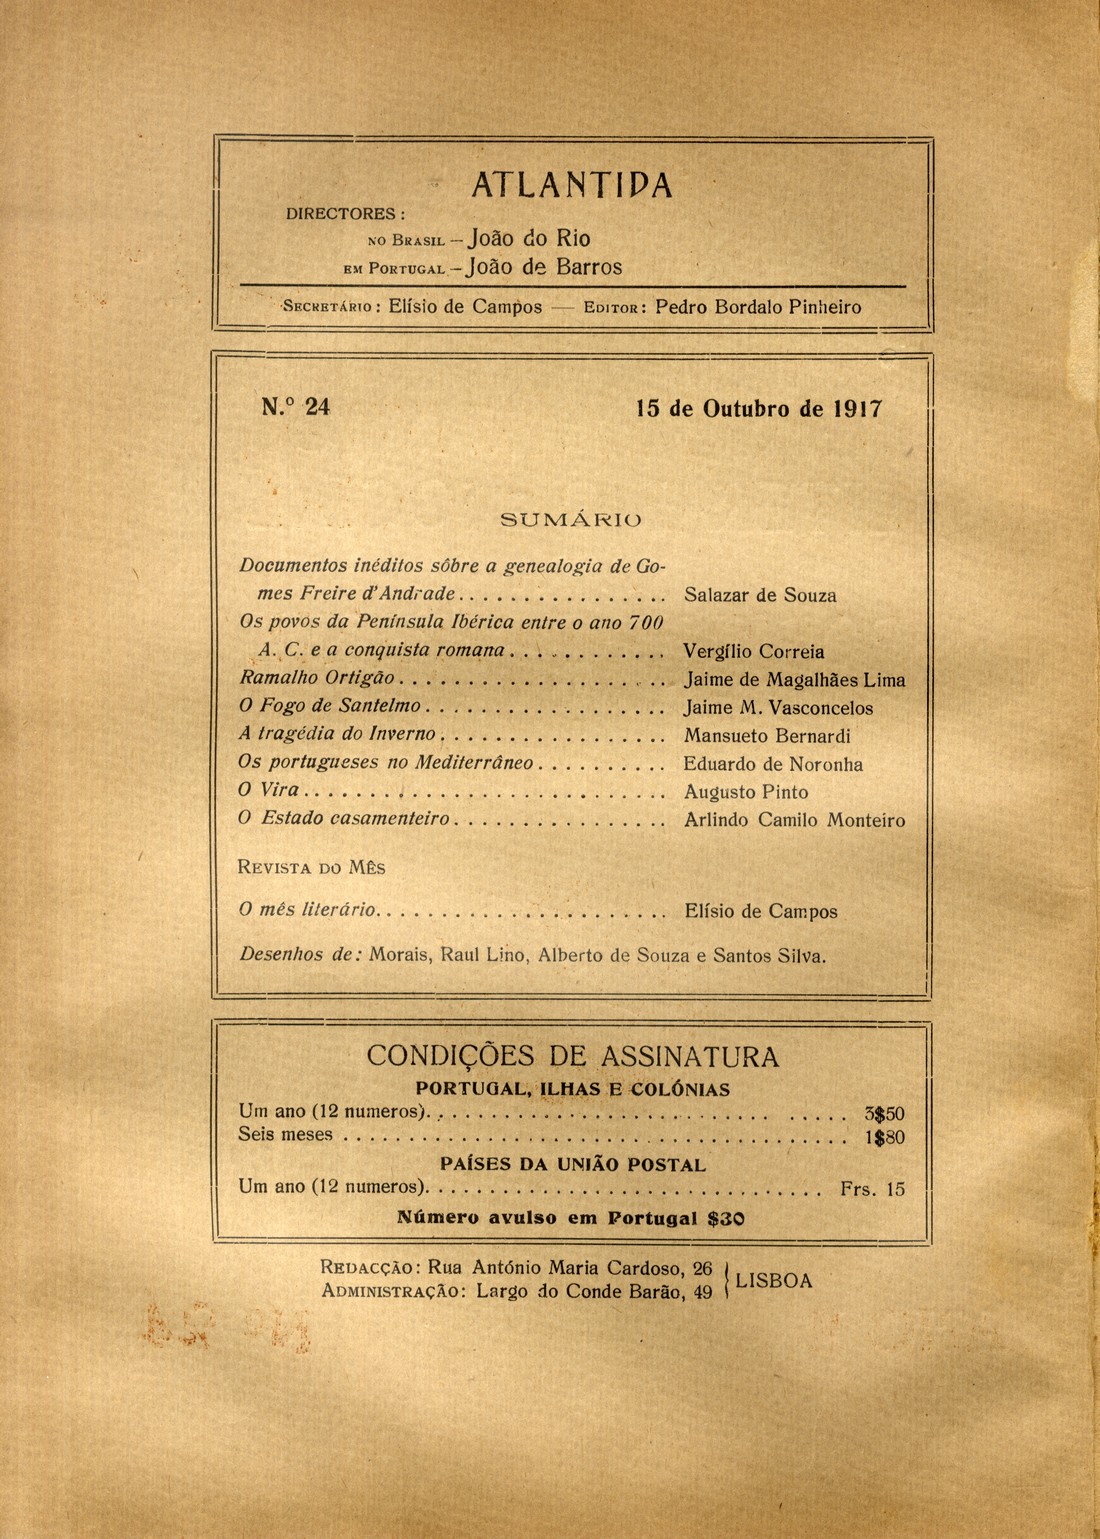 ATLANTIDA
DIRECTORES :
NO BRASIL — João do Rio
EM PORTUGAL — João de Barros
SECRETÁRIO : Elísio de Campos — EDITOR : Pedro Bordalo Pinheiro
N.º 24 15 de Outubro de 1917
SUMÁRIO
Documentos inéditos sôbre a genealogia de Go-
mes Freire d'Andrade . . . . . . . . . . . . . . . . Salazar de Souza
Os povos da Península Ibérica entre o ano 700
A. C. e a conquista romana . . . . . . . . . . . . Vergílio Correia
Ramalho Ortigão . . . . . . . . . . . . . . . . . . . . Jaime de Magalhães Lima
O Fogo de Santelmo . . . . . . . . . . . . . . . . . . Jaime M. Vasconcelos
A tragédia do Inverno . . . . . . . . . . . . . . . . . Mansueto Bernardi
Os portugueses no Mediterrâneo . . . . . . . . . . Eduardo de Noronha
O Vira . . . . . . . . . . . . . . . . . . . . . . . . . . . Augusto Pinto
O Estado casamenteiro . . . . . . . . . . . . . . . . Arlindo Camilo Monteiro
REVISTA DO MÊS
O mês literário . . . . . . . . . . . . . . . . . . . . . . Elísio de Campos
Desenhos de: Morais, Raul Lino, Alberto de Souza e Santos Silva.
CONDIÇÕES DE ASSINATURA
PORTUGAL, ILHAS E COLÓNIAS
Um ano (12 numeros) . . . . . . . . . . . . . . . . . . . . . . . . . . . . . . 3$50
Seis meses . . . . . . . . . . . . . . . . . . . . . . . . . . . . . . . . . . . . . . 1$80
PAÍSES DA UNIÃO POSTAL
Um ano (12 numeros) . . . . . . . . . . . . . . . . . . . . . . . . . . . . . . Frs. 15
Número avulso em Portugal $30
REDACÇÃO: Rua António Maria Cardoso, 26
ADMINISTRAÇÃO: Largo do Conde Barão, 49
LISBOA